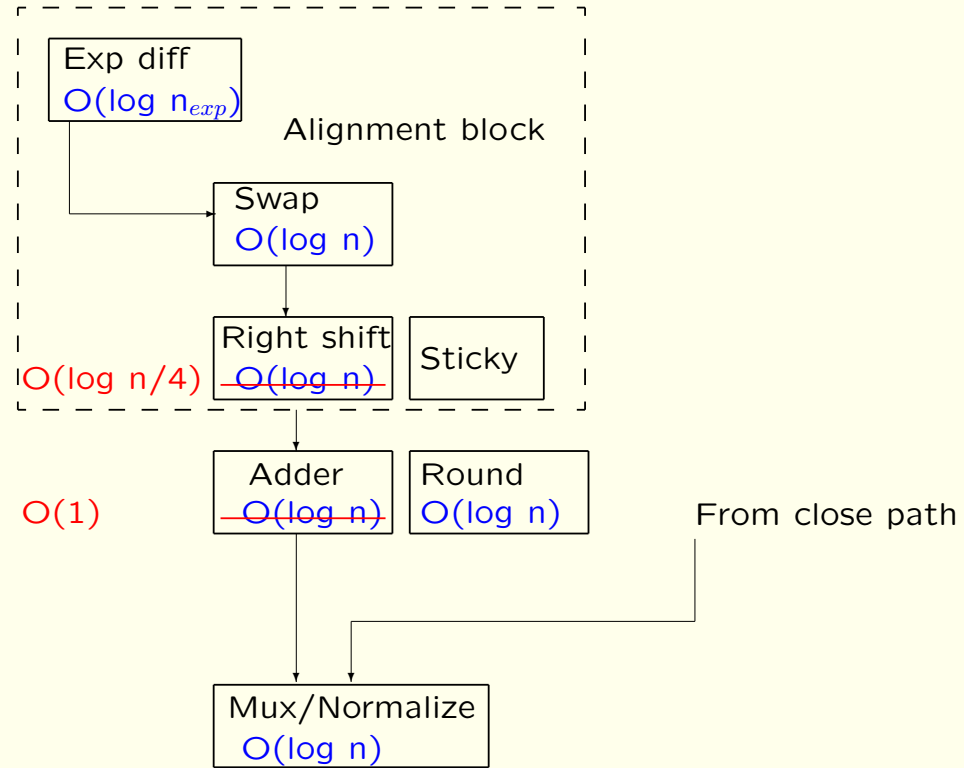 Exp diff
O(log n_exp)
Alignment block
Swap
O(log n)
Right shift
O(log n)
Sticky
O(log n/4)
Adder
O(log n)
Round
O(log n)
O(1)
From close path
Mux/Normalize
O(log n)